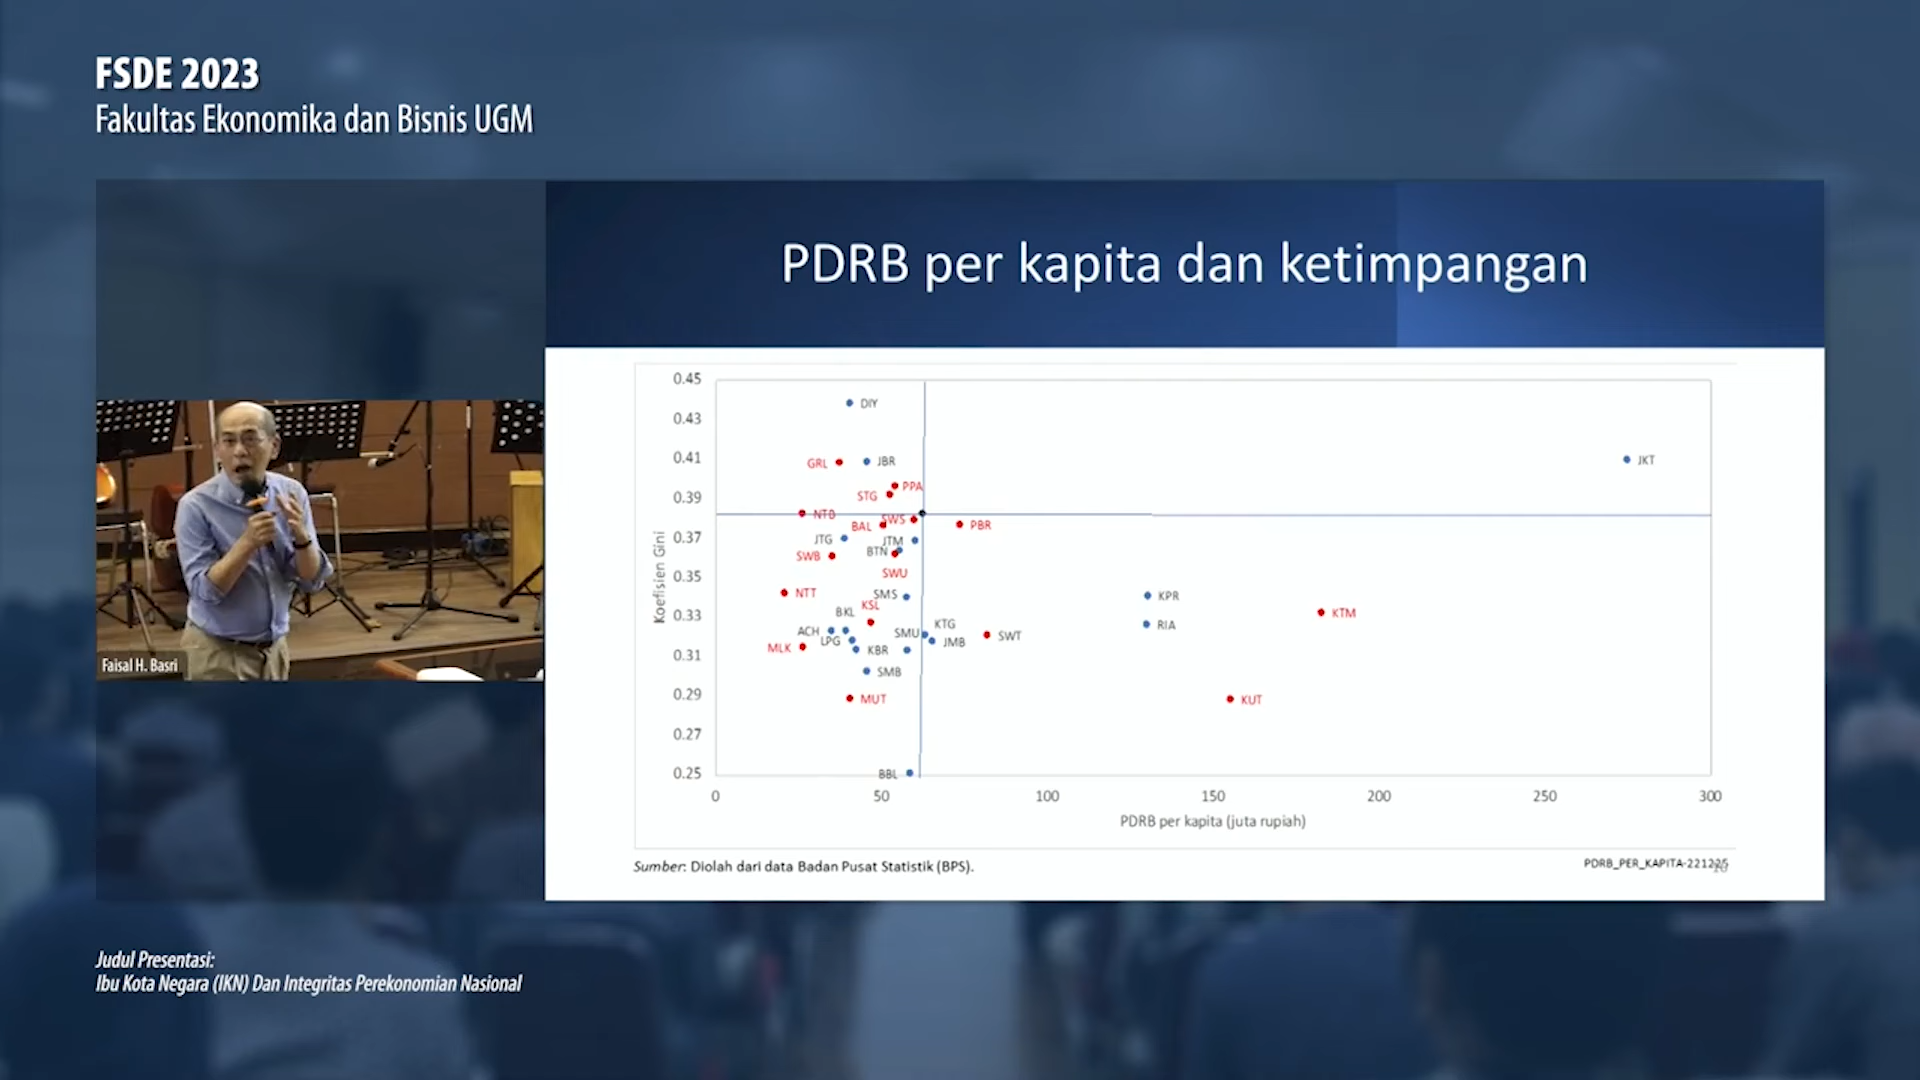 FSDE 2023
Fakultas Ekonomika dan Bisnis UGM
PDRB per kapita dan ketimpangan
0.45
0.43
0.41
0.39
0.37
0.35
0.33
0.31
0.29
0.27
0.25
Koefisien Gini
DIY
GRL
JBR
JKT
PPA
STG
NTB
SWS
BAL
PBR
JTG
JTM
BTN
SWB
SWU
NTT
SMS
KPR
KSL
BKL
KTM
KTG
RIA
ACH
SMU
SWT
LPG
JMB
MLK
KBR
SMB
MUT
KUT
BBL
0 50 100 150 200 250 300
PDRB per kapita (juta rupiah)
Sumber: Diolah dari data Badan Pusat Statistik (BPS).
Faisal H. Basri
Judul Presentasi:
Ibu Kota Negara (IKN) Dan Integritas Perekonomian Nasional